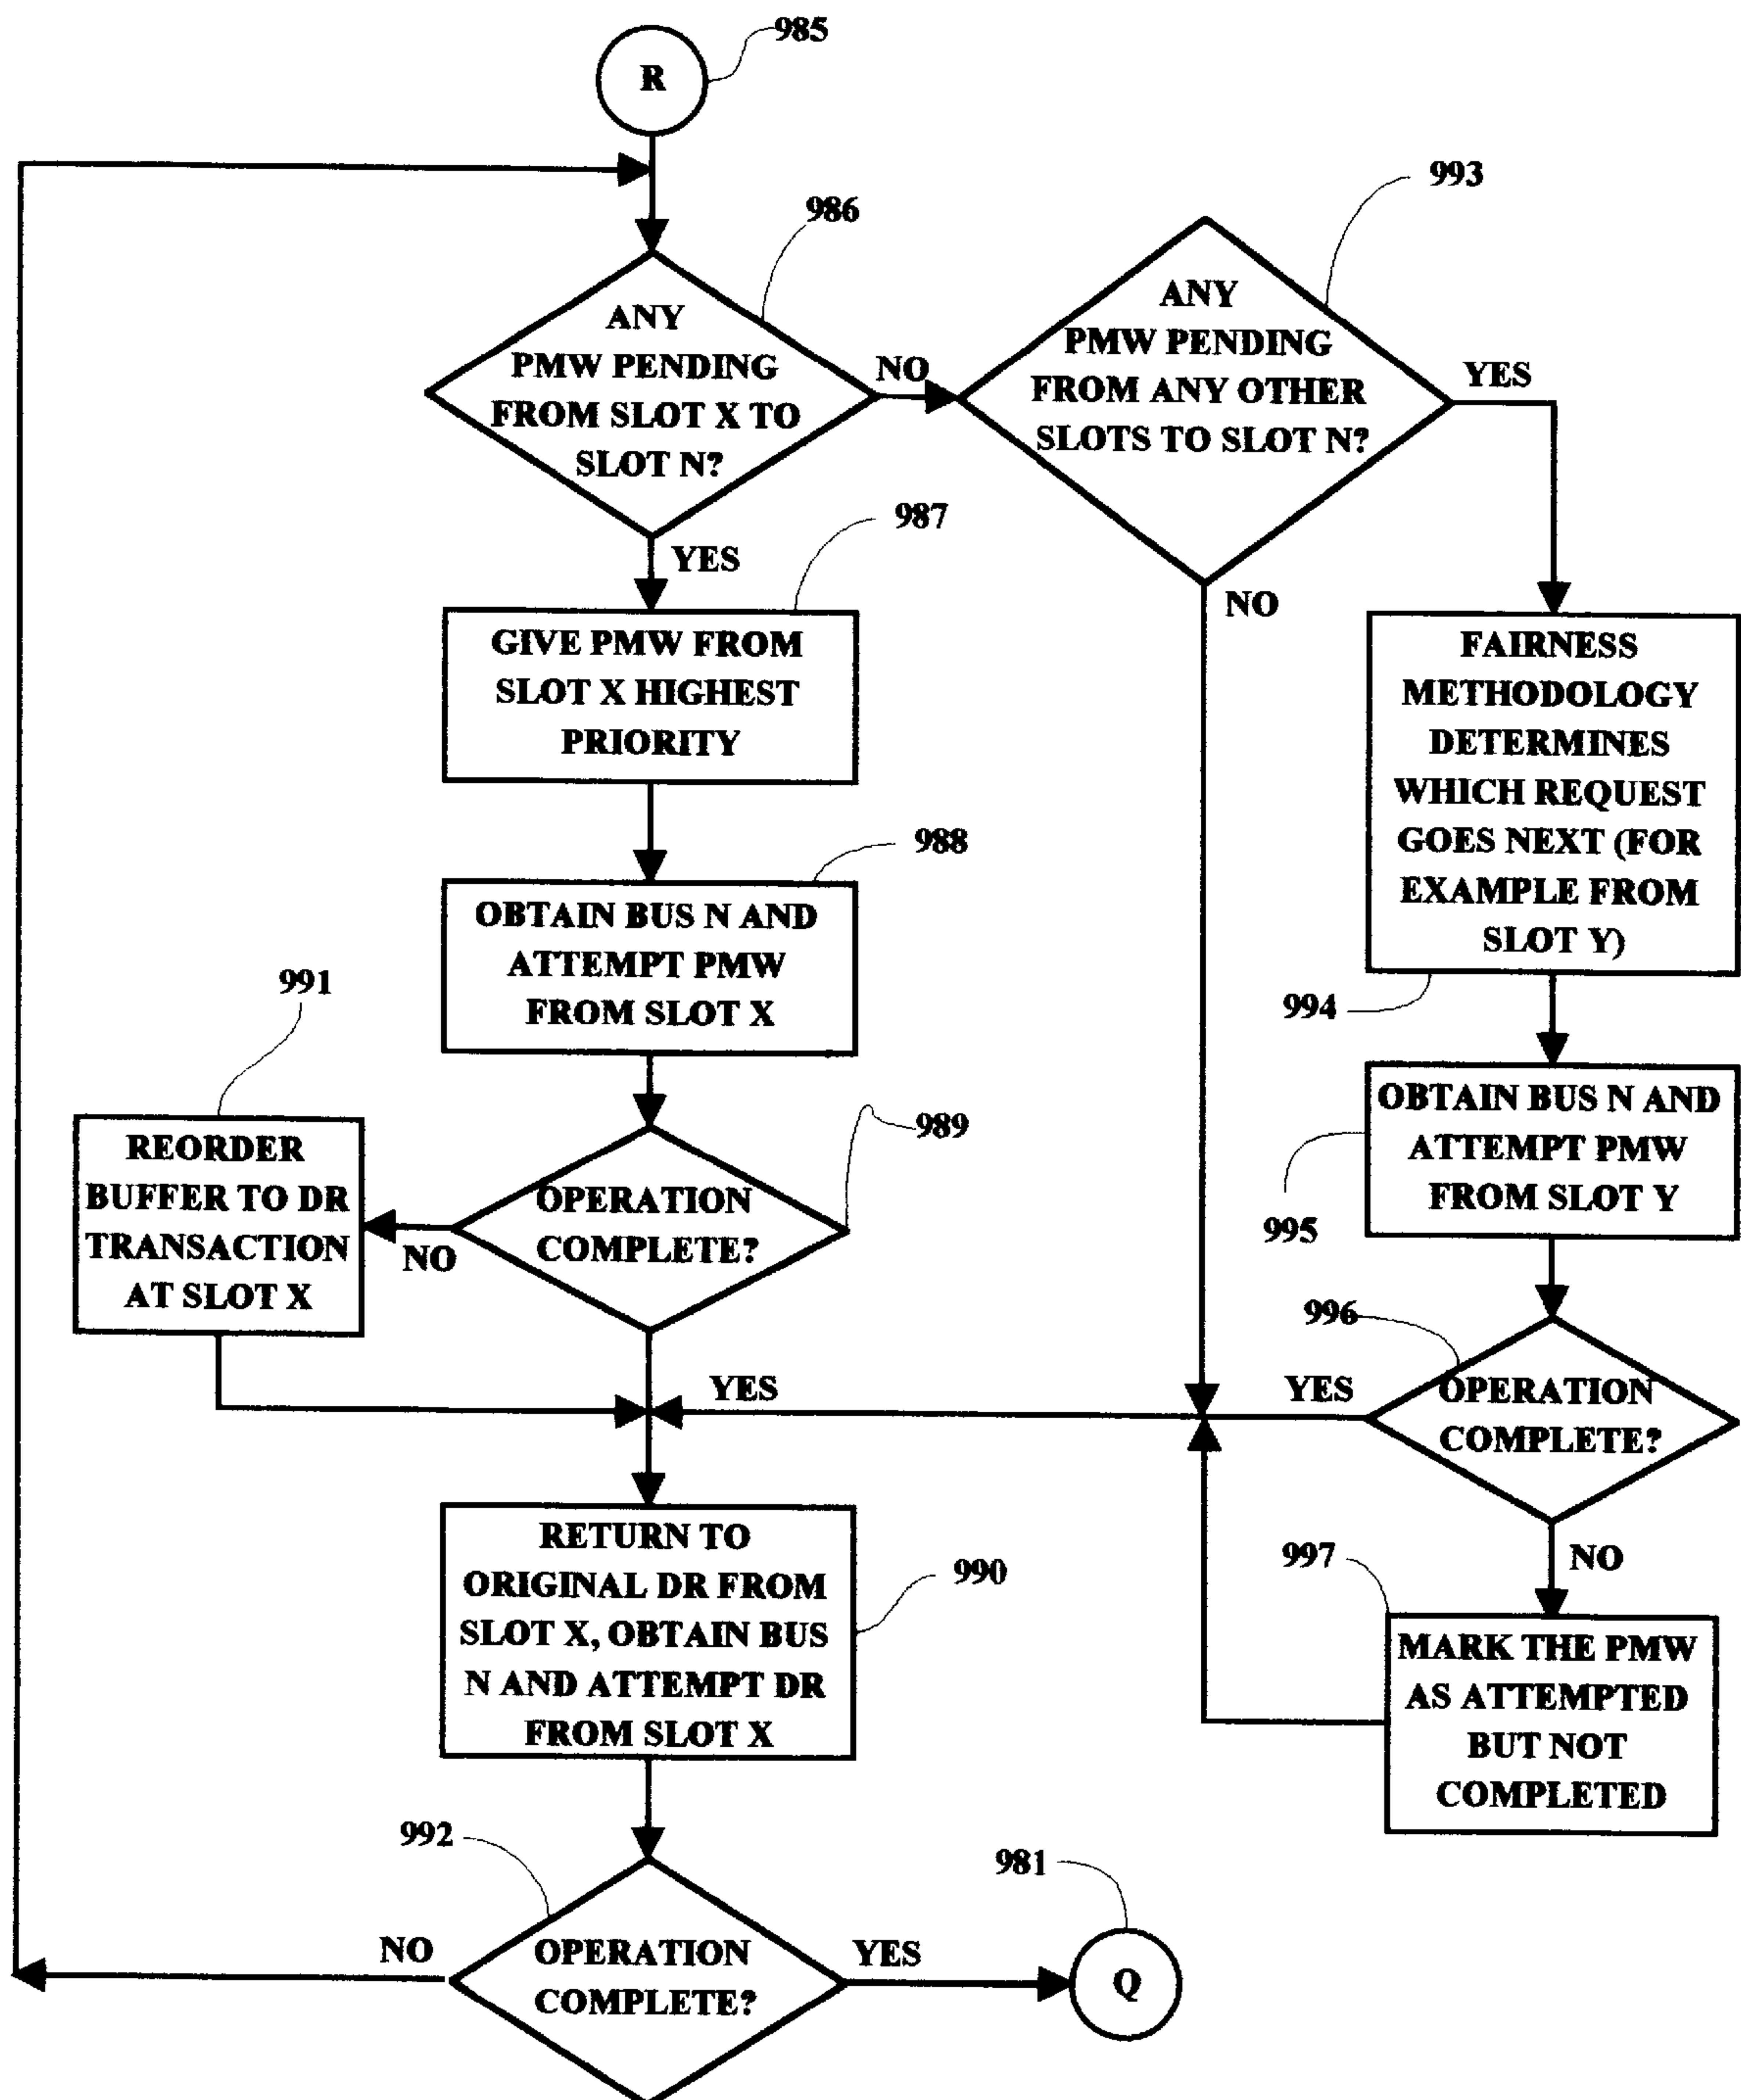 985
R
986
ANY
PMW PENDING
FROM SLOT X TO
SLOT N?
NO
YES
993
ANY
PMW PENDING
FROM ANY OTHER
SLOTS TO SLOT N?
YES
NO
987
GIVE PMW FROM
SLOT X HIGHEST
PRIORITY
988
OBTAIN BUS N AND
ATTEMPT PMW
FROM SLOT X
989
OPERATION
COMPLETE?
NO
YES
991
REORDER
BUFFER TO DR
TRANSACTION
AT SLOT X
FAIRNESS
METHODOLOGY
DETERMINES
WHICH REQUEST
GOES NEXT (FOR
EXAMPLE FROM
SLOT Y)
994
OBTAIN BUS N AND
ATTEMPT PMW
FROM SLOT Y
995
996
OPERATION
COMPLETE?
YES
NO
997
MARK THE PMW
AS ATTEMPTED
BUT NOT
COMPLETED
990
RETURN TO
ORIGINAL DR FROM
SLOT X, OBTAIN BUS
N AND ATTEMPT DR
FROM SLOT X
992
OPERATION
COMPLETE?
NO
YES
981
Q